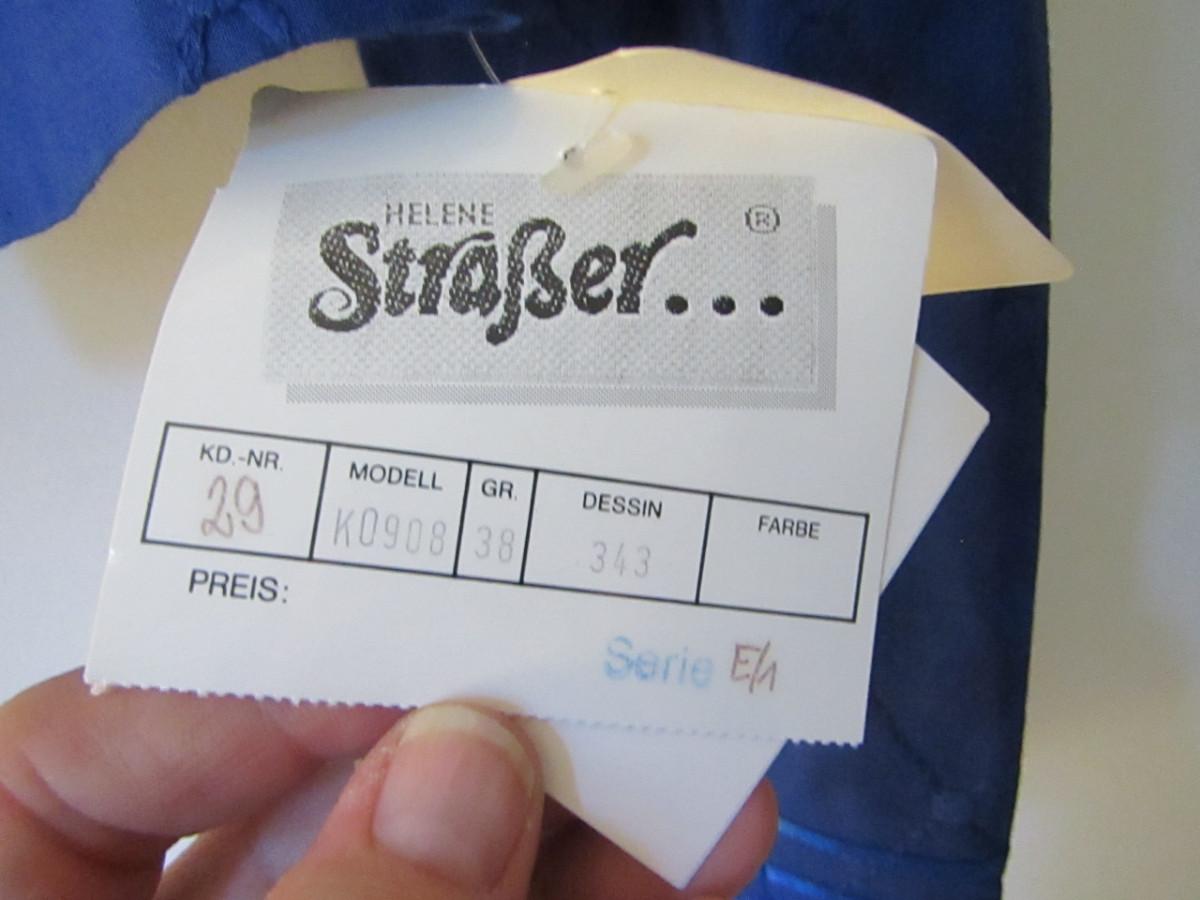 HELENE
Straßer... ®
KD.-NR. MODELL GR. DESSIN FARBE
29 K0908 38 343
PREIS:
Serie E/1